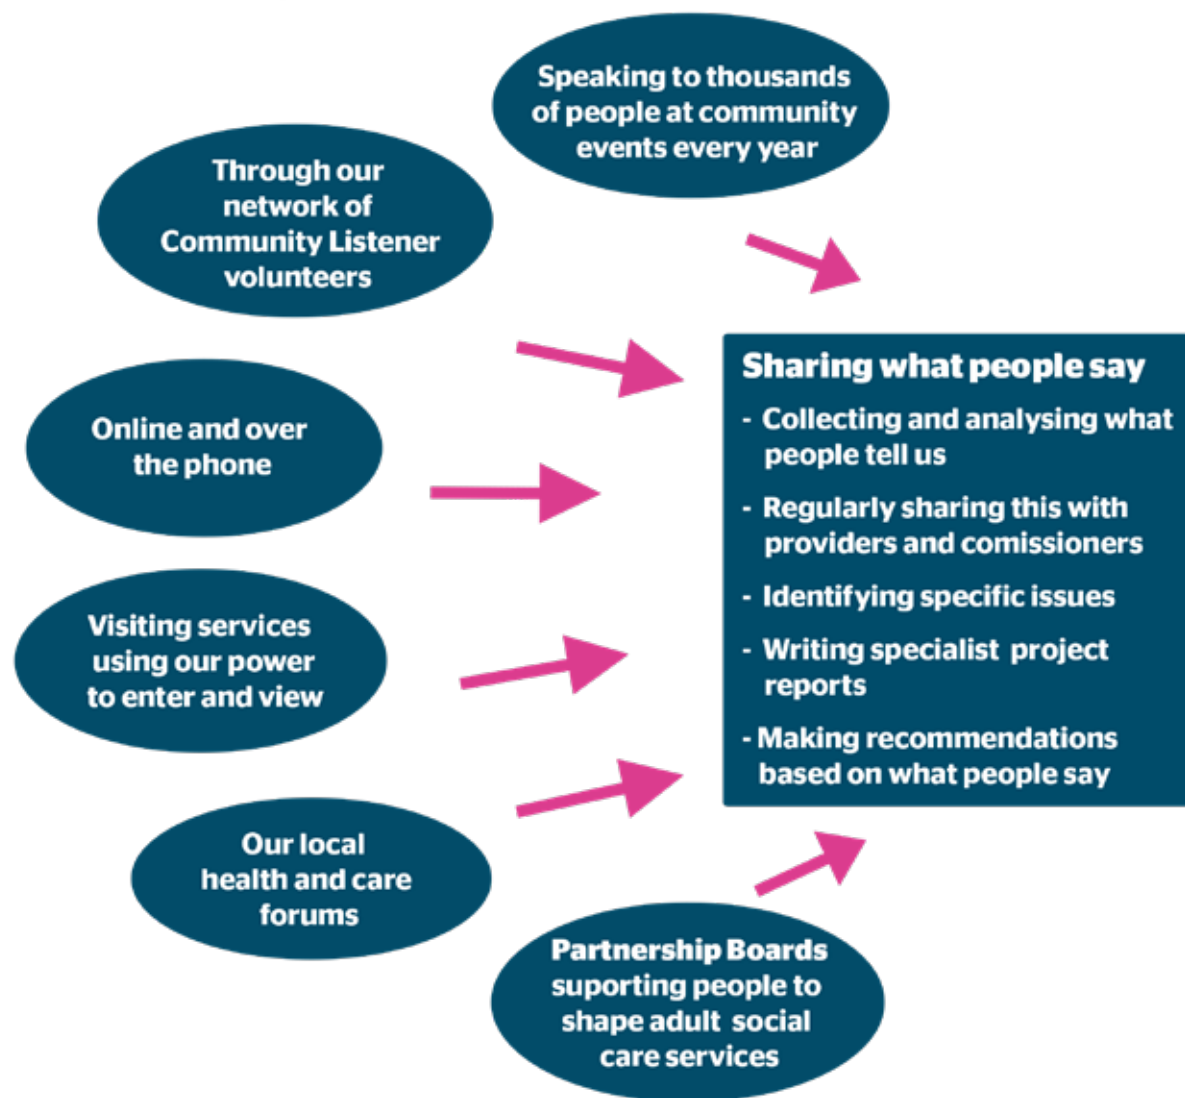 Speaking to thousands
of people at community
events every year
Through our
network of
Community Listener
volunteers
Online and over
the phone
Visiting services
using our power
to enter and view
Our local
health and care
forums
Partnership Boards
suporting people to
shape adult social
care services
Sharing what people say
- Collecting and analysing what
people tell us
- Regularly sharing this with
providers and comissioners
- Identifying specific issues
- Writing specialist project
reports
- Making recommendations
based on what people say